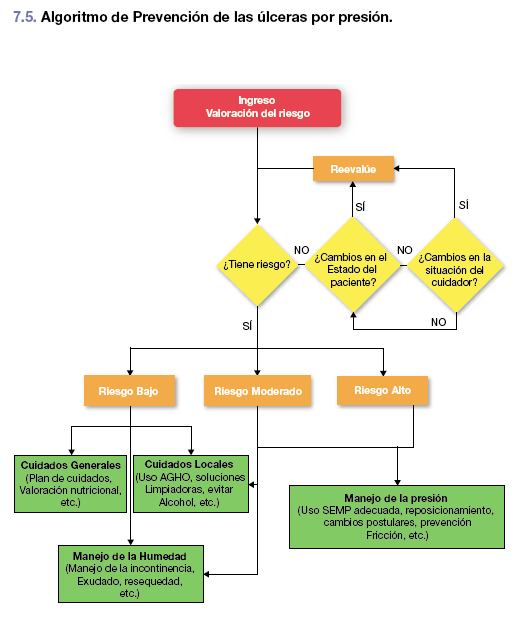 7.5. Algoritmo de Prevención de las úlceras por presión.
Ingreso
Valoración del riesgo
Reevalúe
SÍ
SÍ
¿Tiene riesgo?
NO
¿Cambios en el
Estado del
paciente?
NO
¿Cambios en la
situación del
cuidador?
NO
SÍ
Riesgo Bajo
Riesgo Moderado
Riesgo Alto
Cuidados Generales
(Plan de cuidados,
Valoración nutricional,
etc.)
Cuidados Locales
(Uso AGHO, soluciones
Limpiadoras, evitar
Alcohol, etc.)
Manejo de la presión
(Uso SEMP adecuada, reposicionamiento,
cambios postulares, prevención
Fricción, etc.)
Manejo de la Humedad
(Manejo de la incontinencia,
Exudado, resequedad,
etc.)